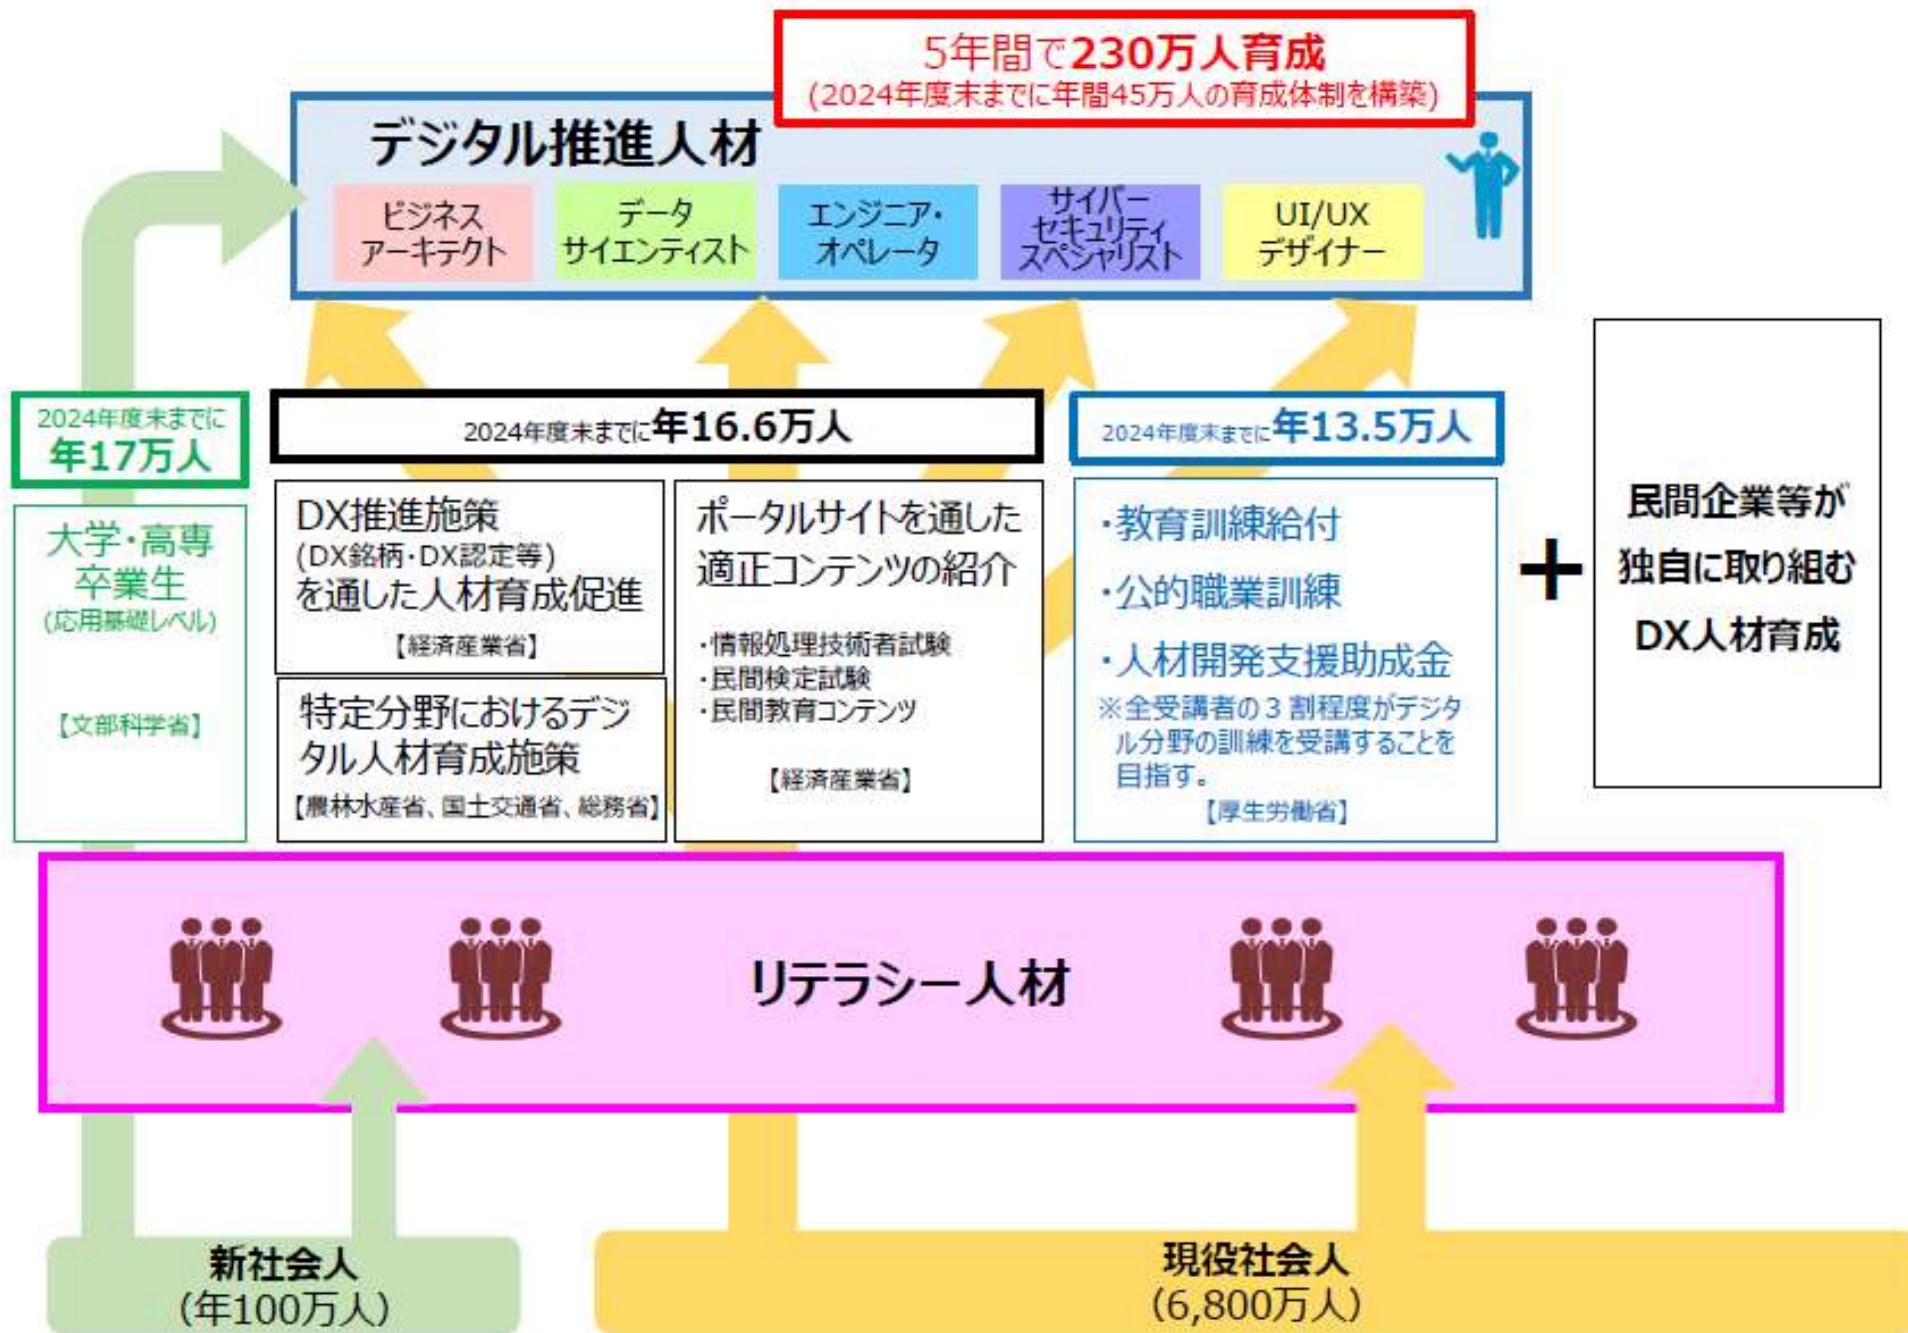 5年間で230万人育成
(2024年度末までに年間45万人の育成体制を構築)
デジタル推進人材
ビジネス
アーキテクト
データ
サイエンティスト
エンジニア・
オペレータ
サイバー
セキュリティ
スペシャリスト
UI/UX
デザイナー
2024年度末までに
年17万人
大学・高専
卒業生
(応用基礎レベル)
【文部科学省】
2024年度末までに年16.6万人
DX推進施策
(DX銘柄・DX認定等)
を通した人材育成促進
【経済産業省】
特定分野におけるデジ
タル人材育成施策
【農林水産省、国土交通省、総務省】
ポータルサイトを通した
適正コンテンツの紹介
・情報処理技術者試験
・民間検定試験
・民間教育コンテンツ
【経済産業省】
2024年度末までに年13.5万人
・教育訓練給付
・公的職業訓練
・人材開発支援助成金
※全受講者の3割程度がデジタ
ル分野の訓練を受講することを
目指す。
【厚生労働省】
+
民間企業等が
独自に取り組む
DX人材育成
リテラシー人材
新社会人
(年100万人)
現役社会人
(6,800万人)